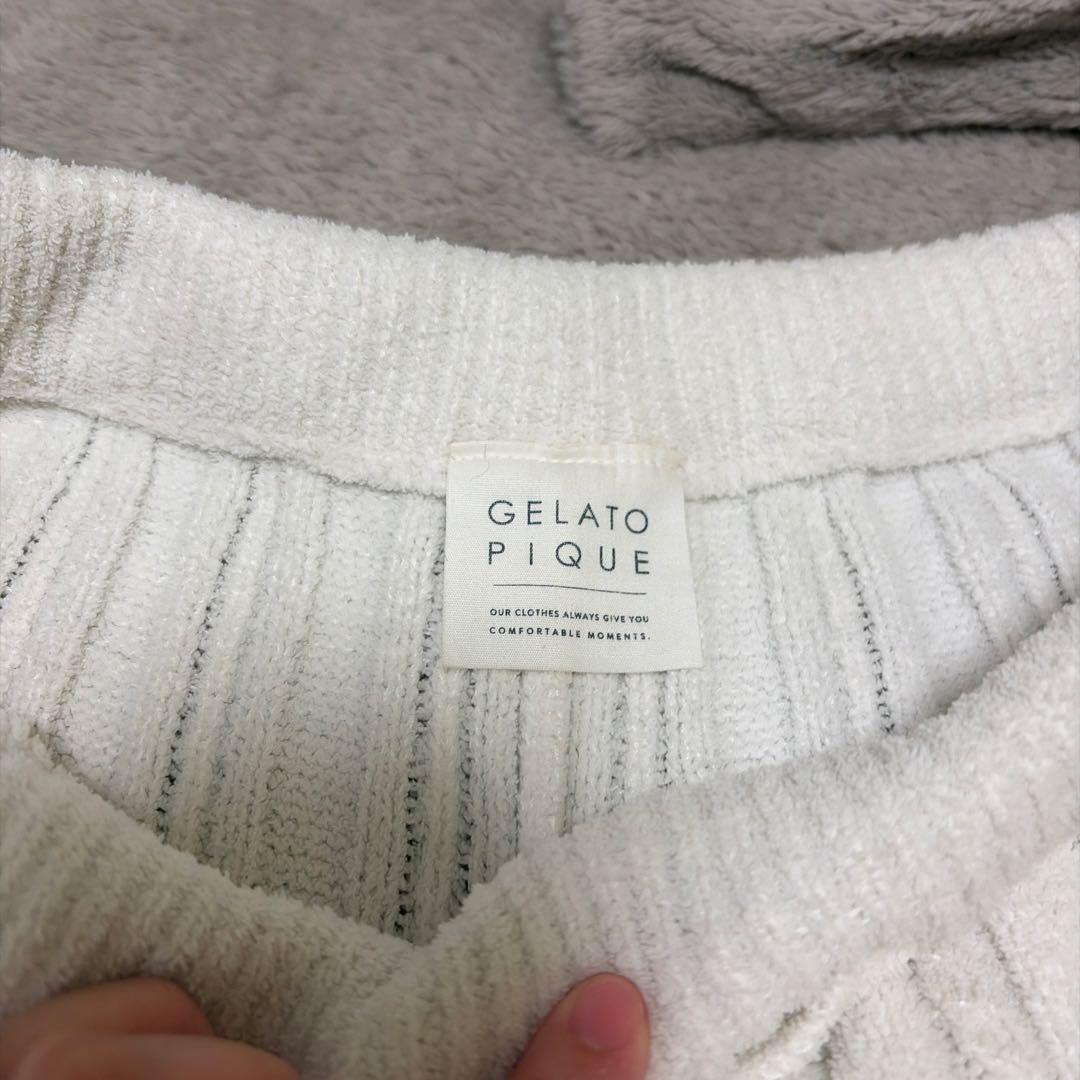 GELATO
PIQUE
OUR CLOTHES ALWAYS GIVE YOU
COMFORTABLE MOMENTS.